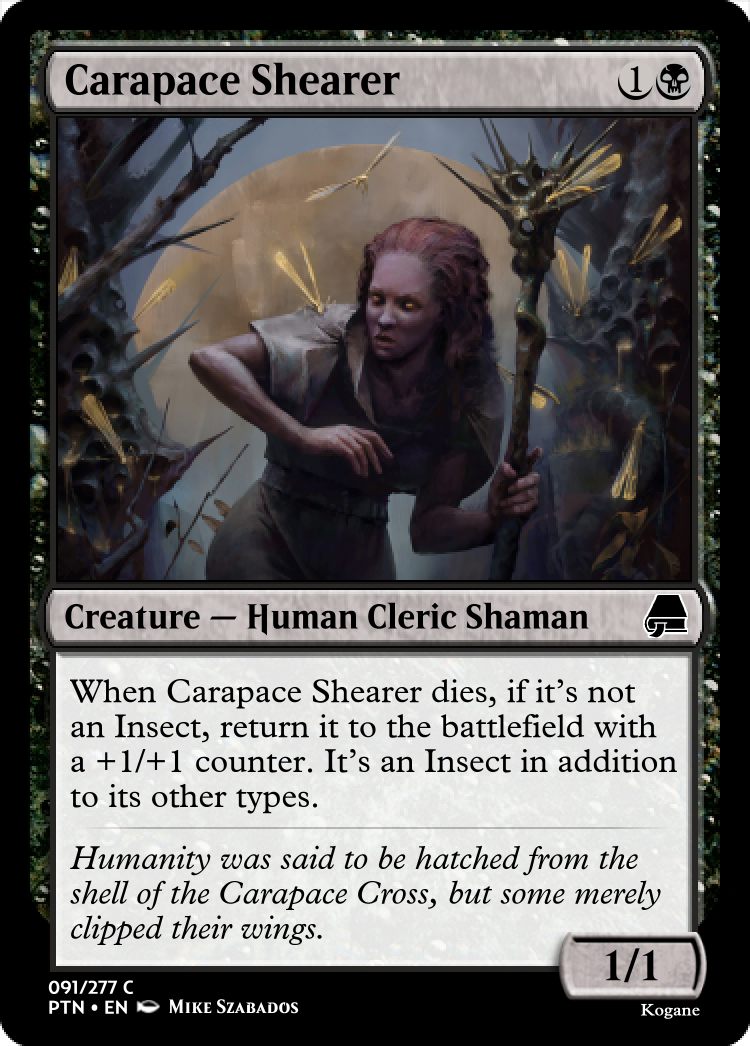 Carapace Shearer 1
Creature — Human Cleric Shaman
When Carapace Shearer dies, if it's not
an Insect, return it to the battlefield with
a +1/+1 counter. It's an Insect in addition
to its other types.
Humanity was said to be hatched from the
shell of the Carapace Cross, but some merely
clipped their wings.
1/1
091/277 C
PTN • EN Mike Szabados
Kogane